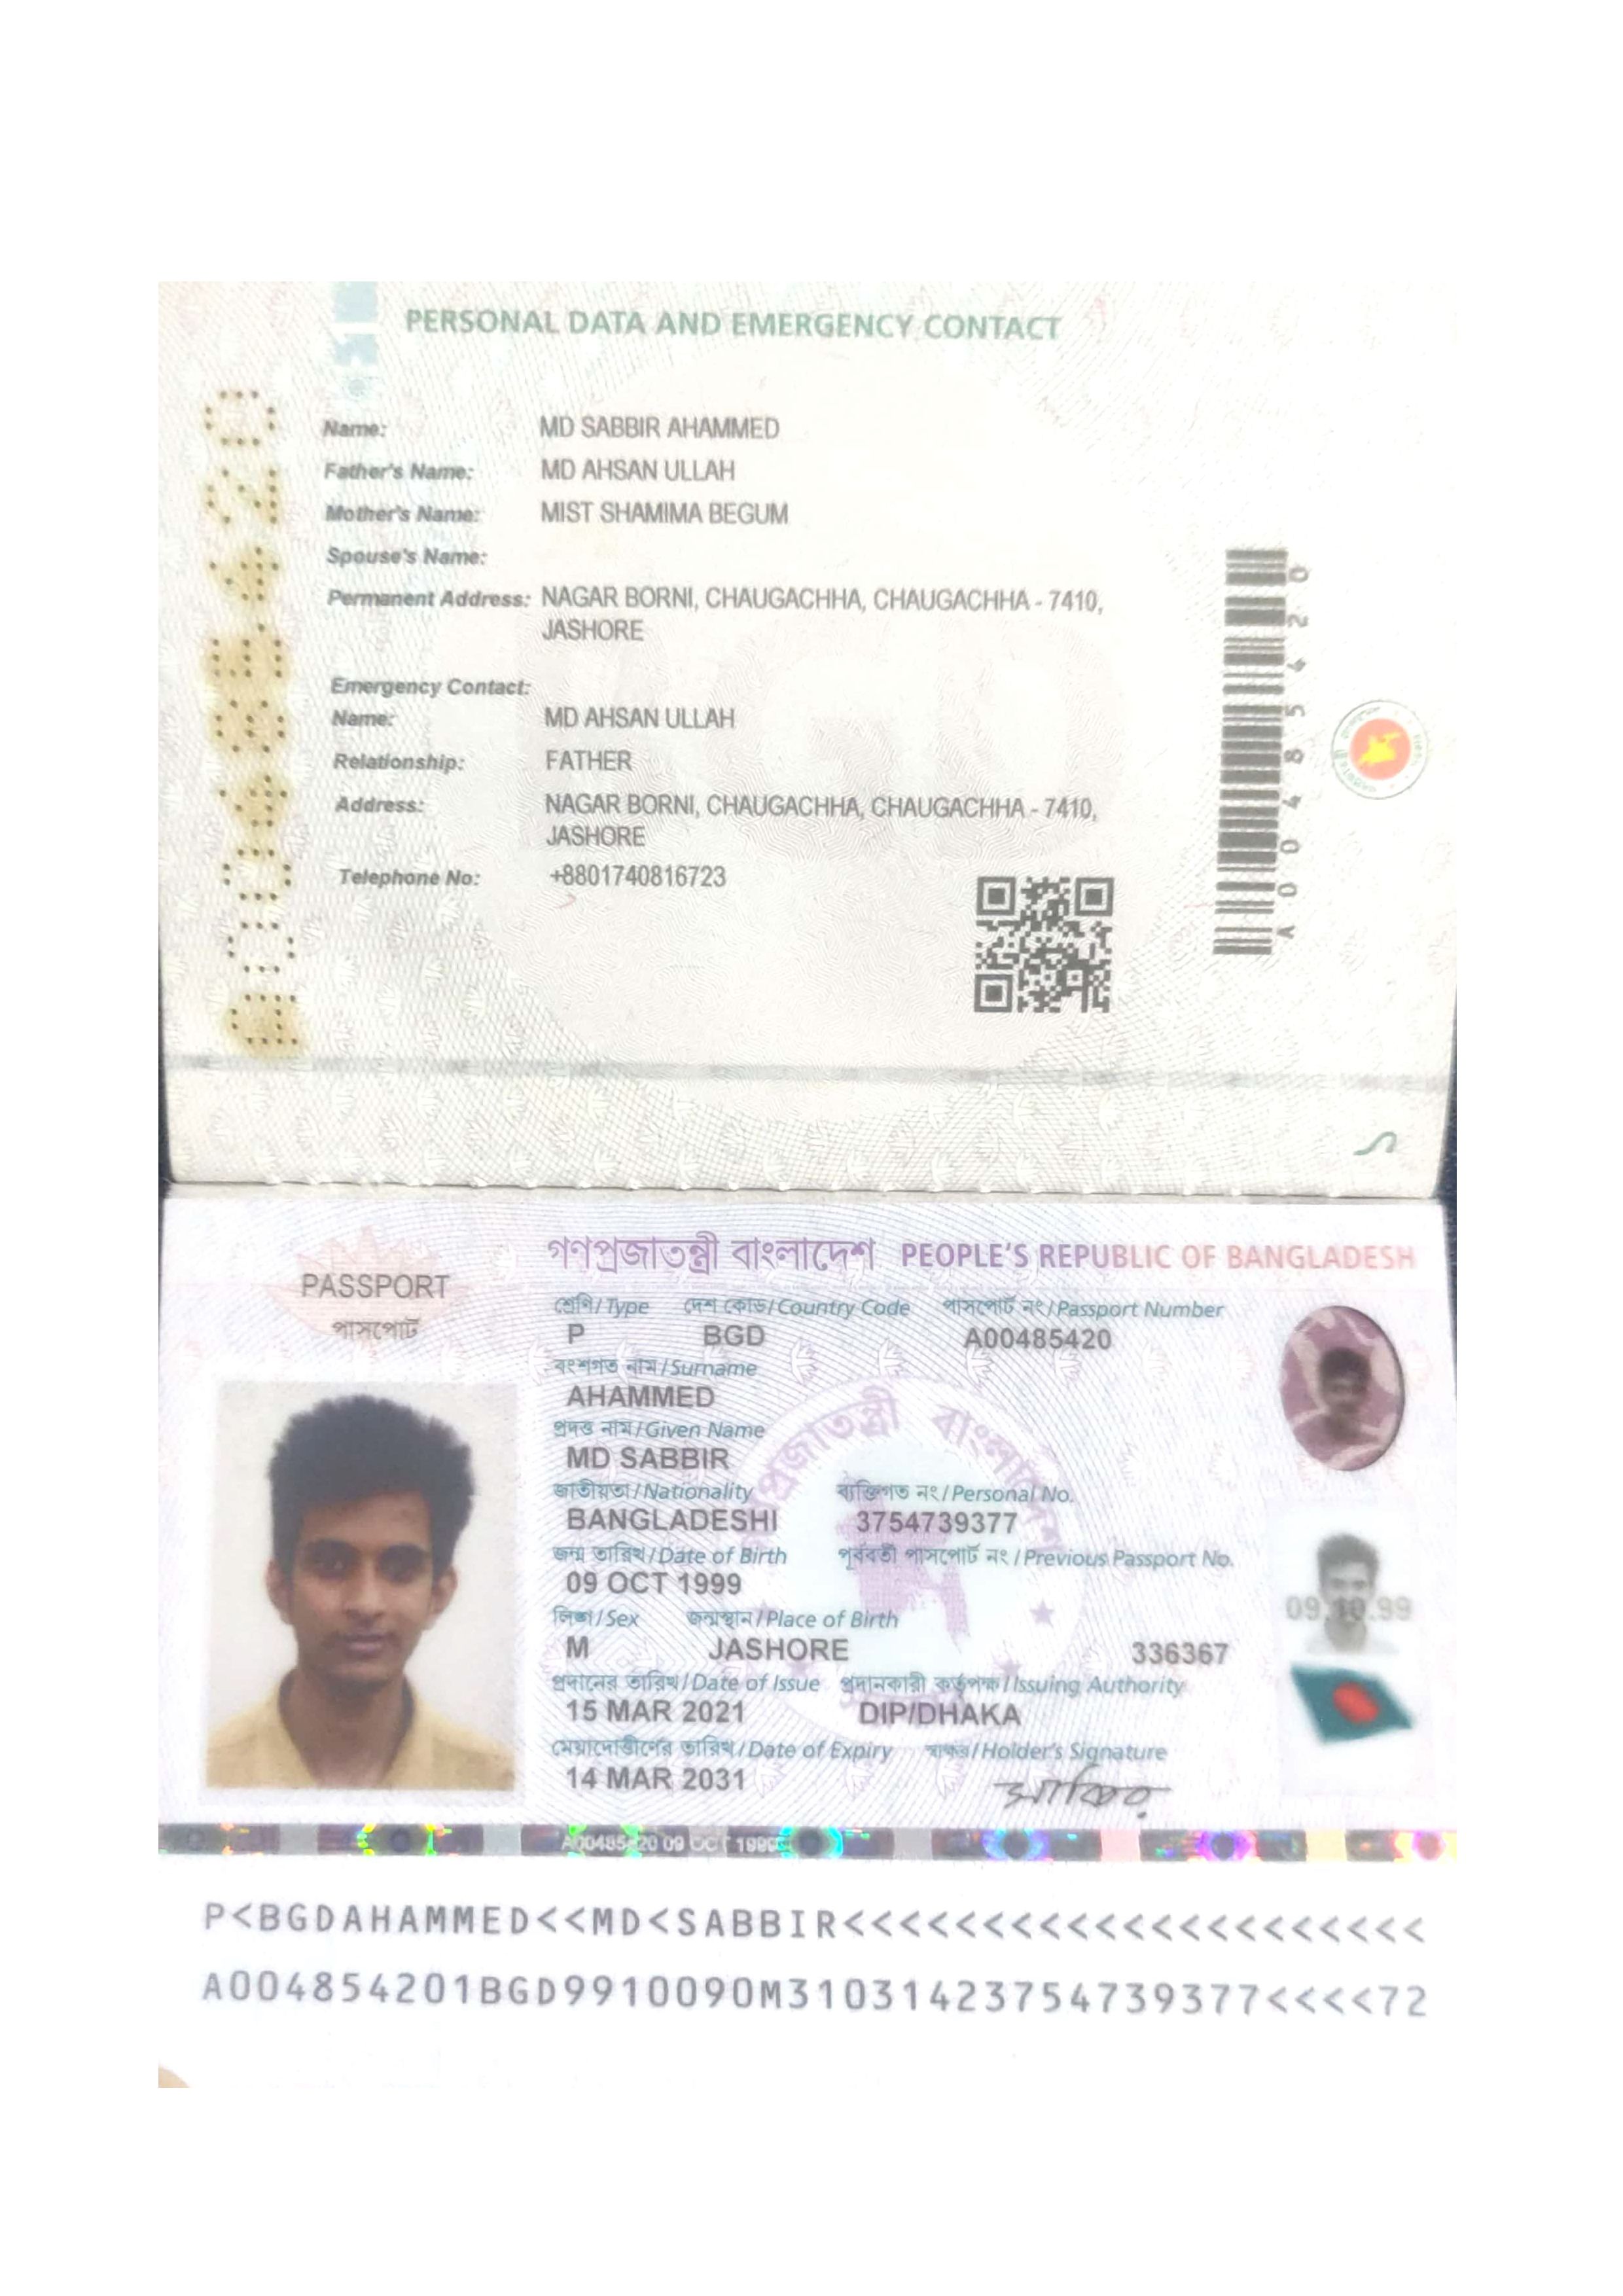 PERSONAL DATA AND EMERGENCY CONTACT
Name: MD SABBIR AHAMMED
Father's Name: MD AHSAN ULLAH
Mother's Name: MIST SHAMIMA BEGUM
Spouse's Name:
Permanent Address: NAGAR BORNI, CHAUGACHHA, CHAUGACHHA - 7410,
JASHORE
Emergency Contact:
Name: MD AHSAN ULLAH
Relationship: FATHER
Address: NAGAR BORNI, CHAUGACHHA, CHAUGACHHA - 7410,
JASHORE
Telephone No: +8801740816723
A00485420
A00485420
গণপ্রজাতন্ত্রী বাংলাদেশ PEOPLE'S REPUBLIC OF BANGLADESH
PASSPORT
পাসপোর্ট
শ্রেণি/Type দেশ কোড/Country Code পাসপোর্ট নং/Passport Number
P BGD A00485420
বংশগত নাম/Surname
AHAMMED
প্রদত্ত নাম/Given Name
MD SABBIR
জাতীয়তা/Nationality ব্যক্তিগত নং/Personal No.
BANGLADESHI 3754739377
জন্ম তারিখ/Date of Birth পূর্ববর্তী পাসপোর্ট নং/Previous Passport No.
09 OCT 1999
09.10.99
লিঙ্গ/Sex জন্মস্থান/Place of Birth
M JASHORE 336367
প্রদানের তারিখ/Date of Issue প্রদানকারী কর্তৃপক্ষ/Issuing Authority
15 MAR 2021 DIP/DHAKA
মেয়াদোত্তীর্ণের তারিখ/Date of Expiry স্বাক্ষর/Holder's Signature
14 MAR 2031
A00485420 09 OCT 1999
P<BGDAHAMMED<<MD<SABBIR<<<<<<<<<<<<<<<<<<<<<
A004854201BGD9910090M31031423754739377<<<<72